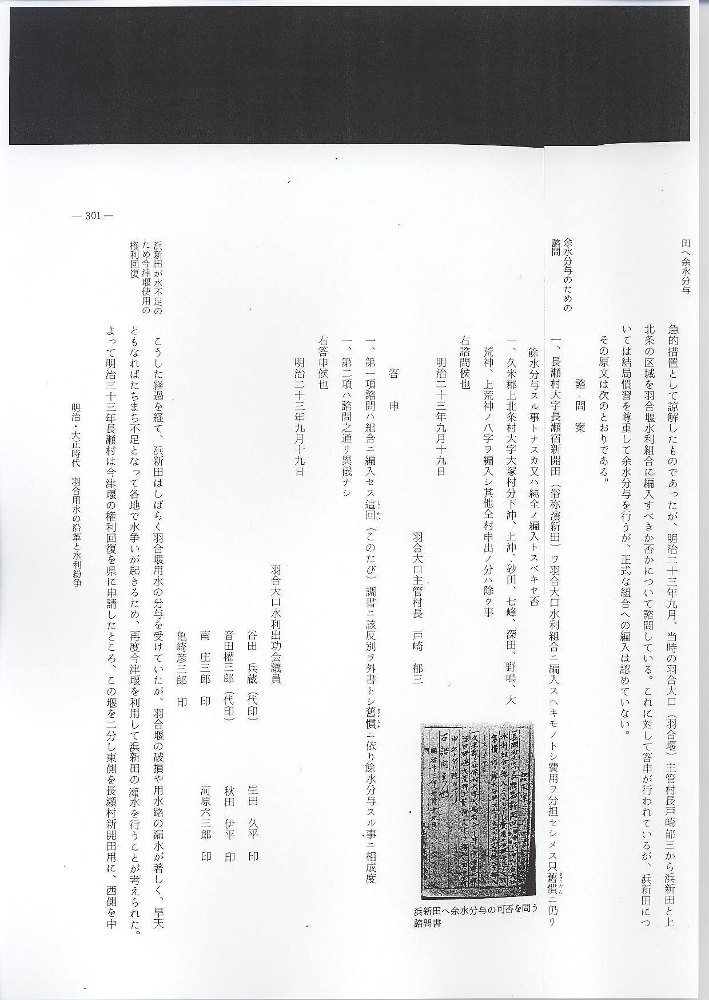 田へ余水分与
急的措置として諒解したものであったが、明治二十三年九月、当時の羽合大口（羽合堰）主管村長戸崎郁三から浜新田と上
北条の区域を羽合堰水利組合に編入すべきか否かについて諮問している。これに対して答申が行われているが、浜新田につ
いては結局慣習を尊重して余水分与を行うが、正式な組合への編入は認めていない。
その原文は次のとおりである。
余水分与のための
諮問
諮問案
一、長瀬村大字長瀬宿新開田（俗称濱新田）ヲ羽合大口水利組合ニ編入スヘキモノトシ費用ヲ分担セシメス只舊慣ニ仍リ
きゅうかん
餘水分与スル事トナスカ又ハ純全ノ編入トスベキヤ否
一、久米郡上北条村大字大塚村分下沖、上沖、砂田、七峰、深田、野嶋、大
荒神、上荒神ノ八字ヲ編入シ其他仝村申出ノ分ハ除ク事
右諮問候也
明治二十三年九月十九日
羽合大口主管村長　戸崎　郁三
浜新田へ余水分与の可否を問う
諮問書
答　申
一、第一項諮問ハ組合ニ編入セス這回（このたび）調書ニ該反別ヲ外書トシ舊慣ニ依り餘水分与スル事ニ相成度
一、第二項ハ諮問之通リ異儀ナシ
右答申候也
明治二十三年九月十九日
羽合大口水利出功会議員
谷田　兵蔵（代印）　生田　久平　印
音田權三郎（代印）　秋田　伊平　印
南　庄三郎　印　河原六三郎　印
亀崎彦三郎　印
浜新田が水不足の
ため今津堰使用の
権利回復
こうした経過を経て、浜新田はしばらく羽合堰用水の分与を受けていたが、羽合堰の破損や用水路の漏水が著しく、旱天
ともなればたちまち不足となって各地で水争いが起きるため、再度今津堰を利用して浜新田の灌水を行うことが考えられた。
よって明治三十三年長瀬村は今津堰の権利回復を県に申請したところ、この堰を二分し東側を長瀬村新開田用に、西側を中
明治・大正時代　羽合用水の沿革と水利紛争
— 301 —